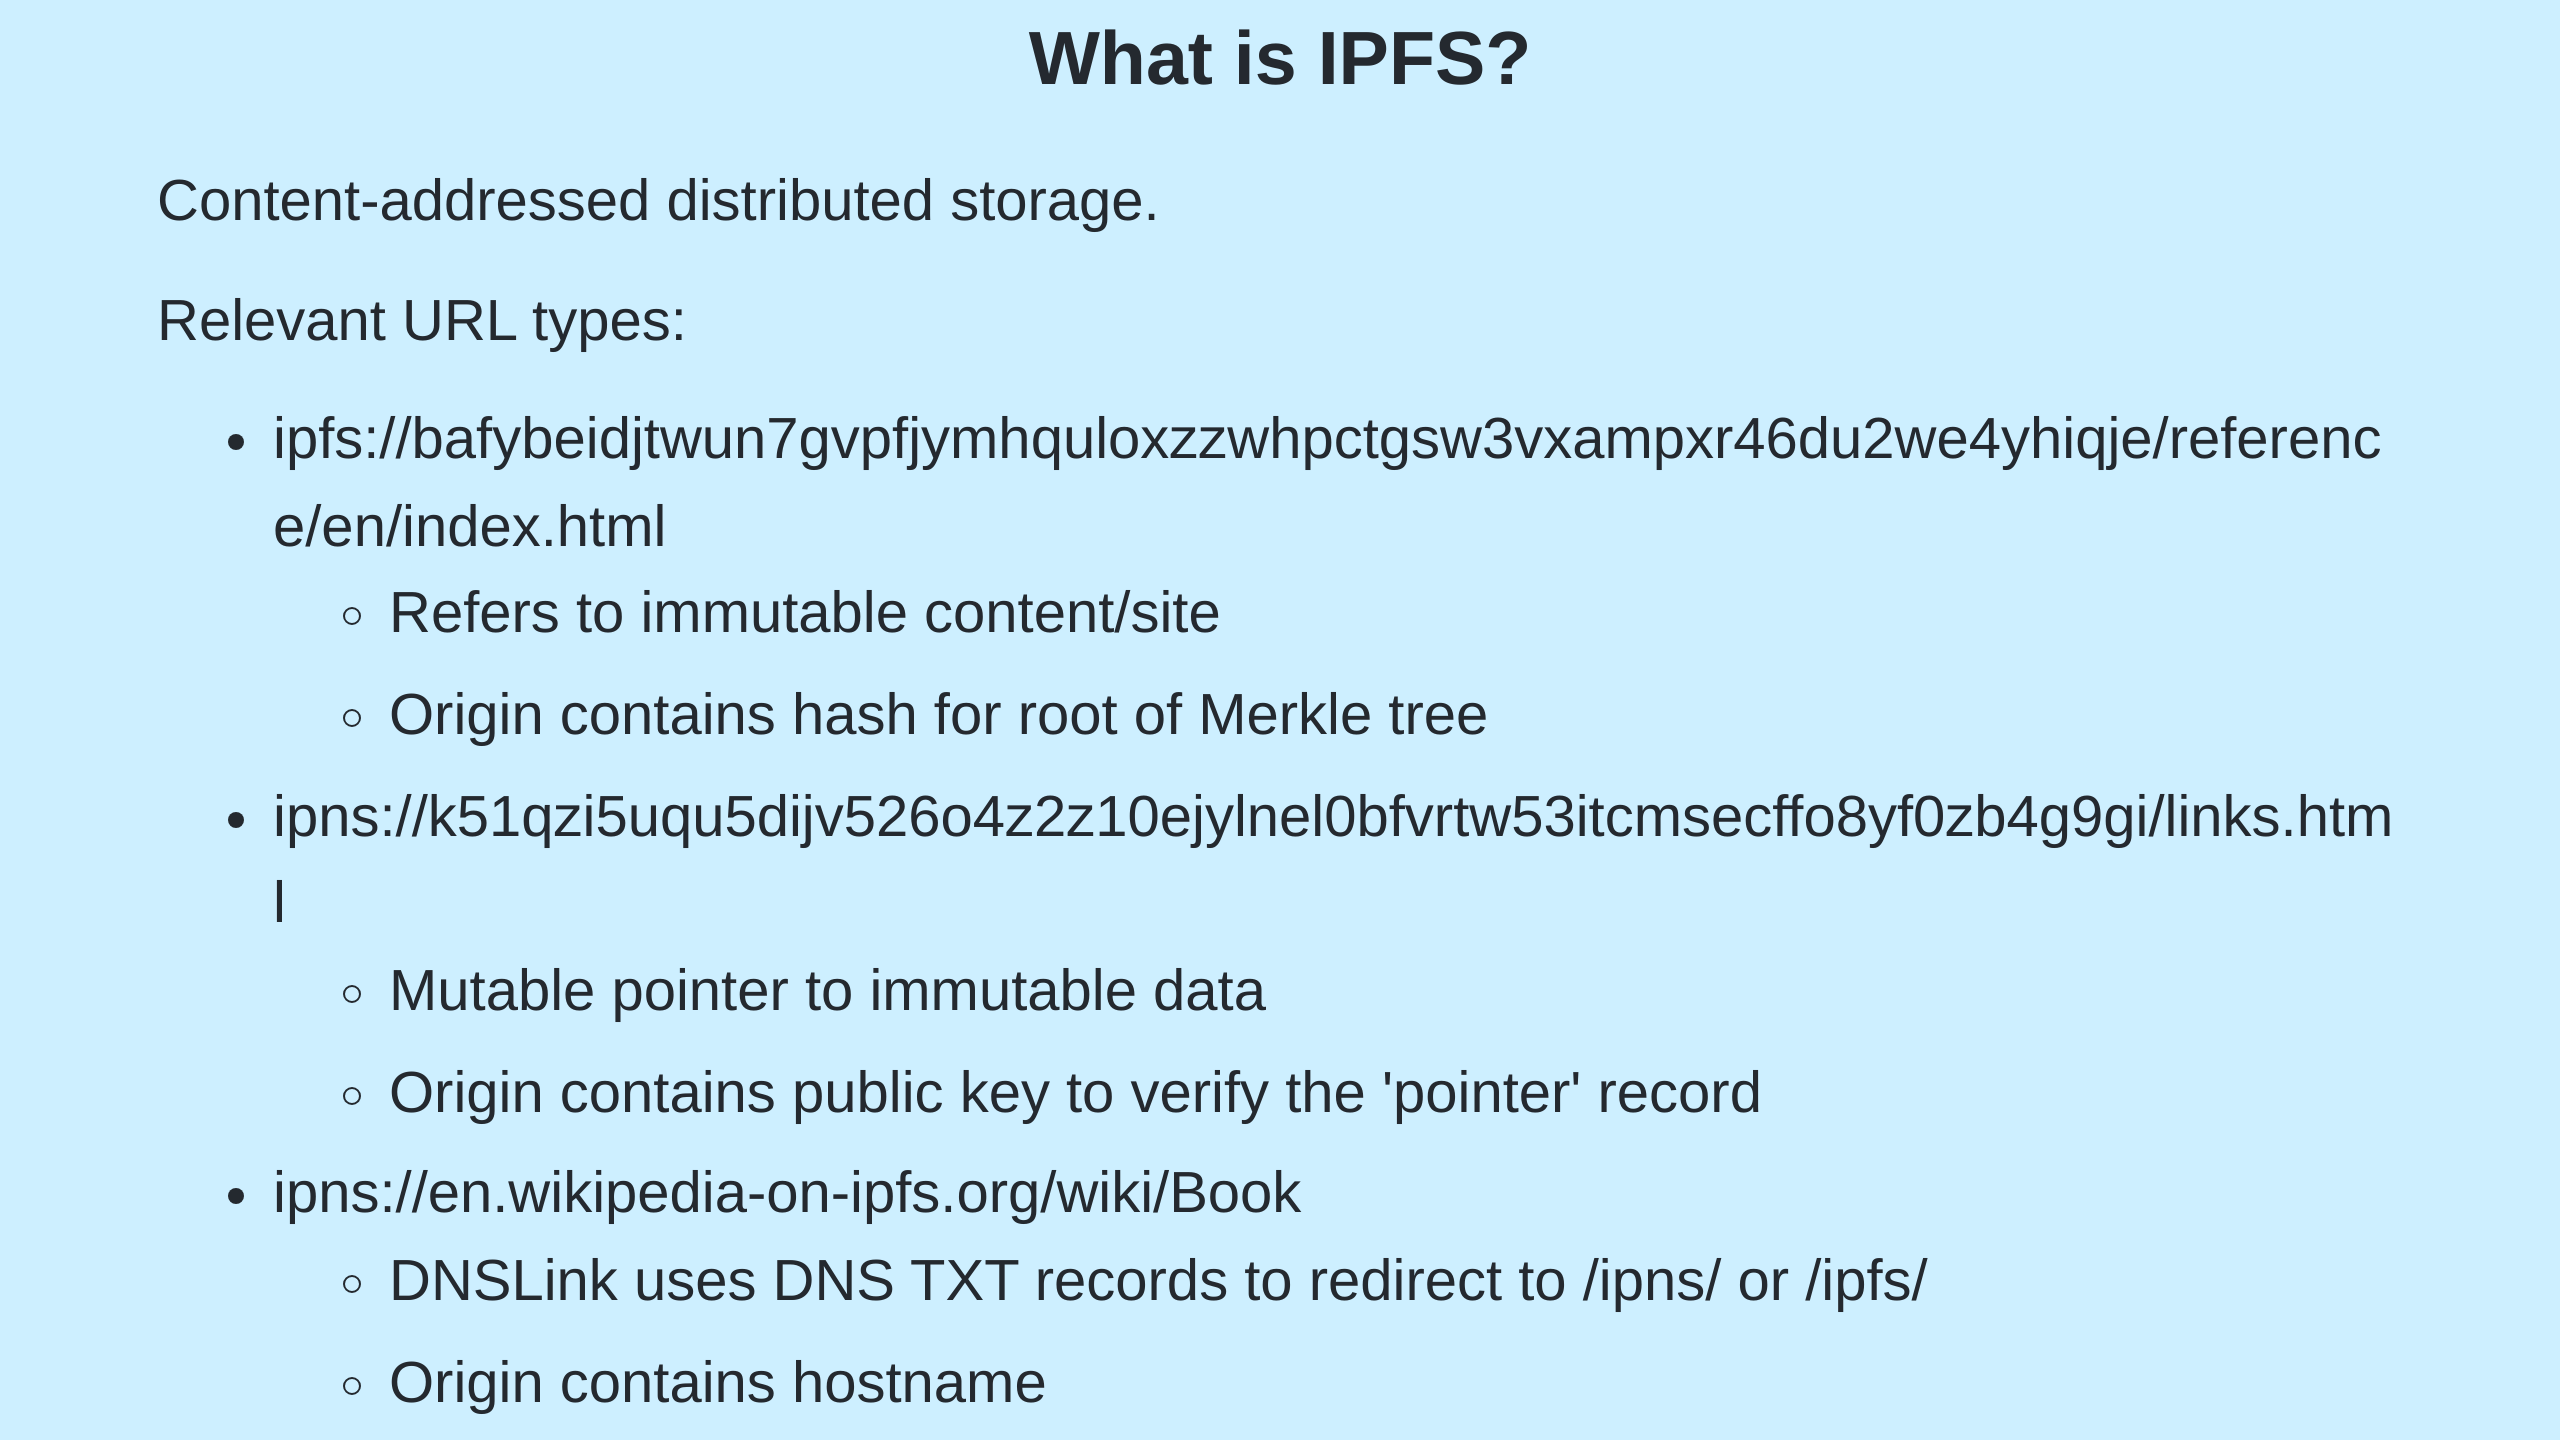 What is IPFS?
Content-addressed distributed storage.
Relevant URL types:
ipfs://bafybeidjtwun7gvpfjymhquloxzzwhpctgsw3vxampxr46du2we4yhiqje/referenc
e/en/index.html
Refers to immutable content/site
Origin contains hash for root of Merkle tree
ipns://k51qzi5uqu5dijv526o4z2z10ejylnel0bfvrtw53itcmsecffo8yf0zb4g9gi/links.htm
l
Mutable pointer to immutable data
Origin contains public key to verify the 'pointer' record
ipns://en.wikipedia-on-ipfs.org/wiki/Book
DNSLink uses DNS TXT records to redirect to /ipns/ or /ipfs/
Origin contains hostname